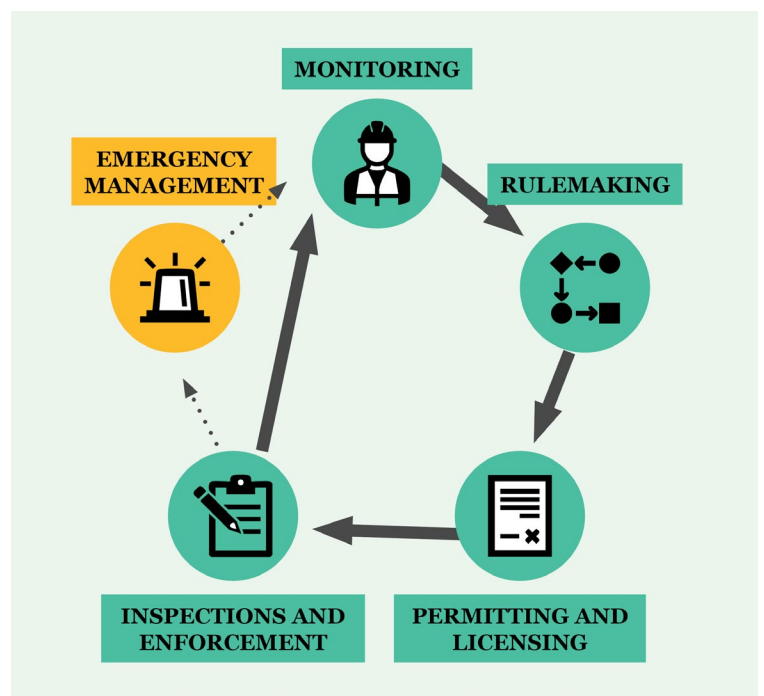 MONITORING
EMERGENCY
MANAGEMENT
RULEMAKING
INSPECTIONS AND
ENFORCEMENT
PERMITTING AND
LICENSING